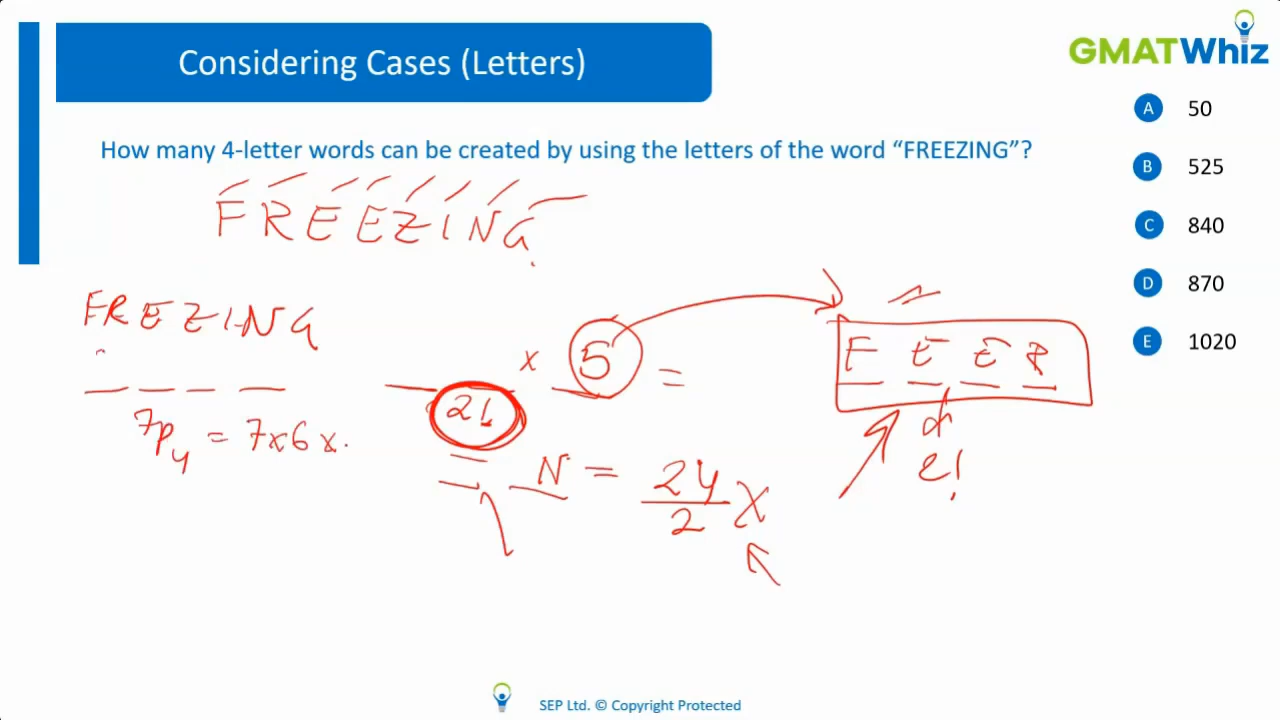 Considering Cases (Letters)
GMATWhiz
How many 4-letter words can be created by using the letters of the word “FREEZING”?
A 50
B 525
C 840
D 870
E 1020
FREEZING
FREZING
7P4 = 7x6x.
21 x 5 =
N = 24/2 X
F E E R
2!
SEP Ltd. © Copyright Protected